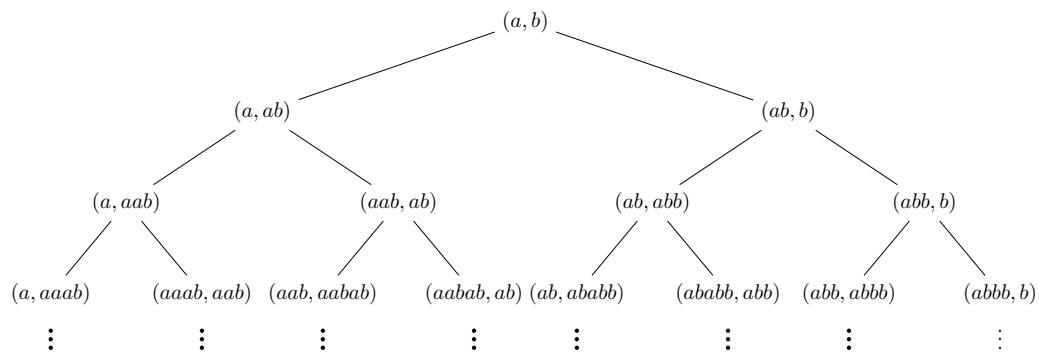 (a, b)
(a, ab) (ab, b)
(a, aab) (aab, ab) (ab, abb) (abb, b)
(a, aaab) (aaab, aab) (aab, aabab) (aabab, ab) (ab, ababb) (ababb, abb) (abb, abbb) (abbb, b)